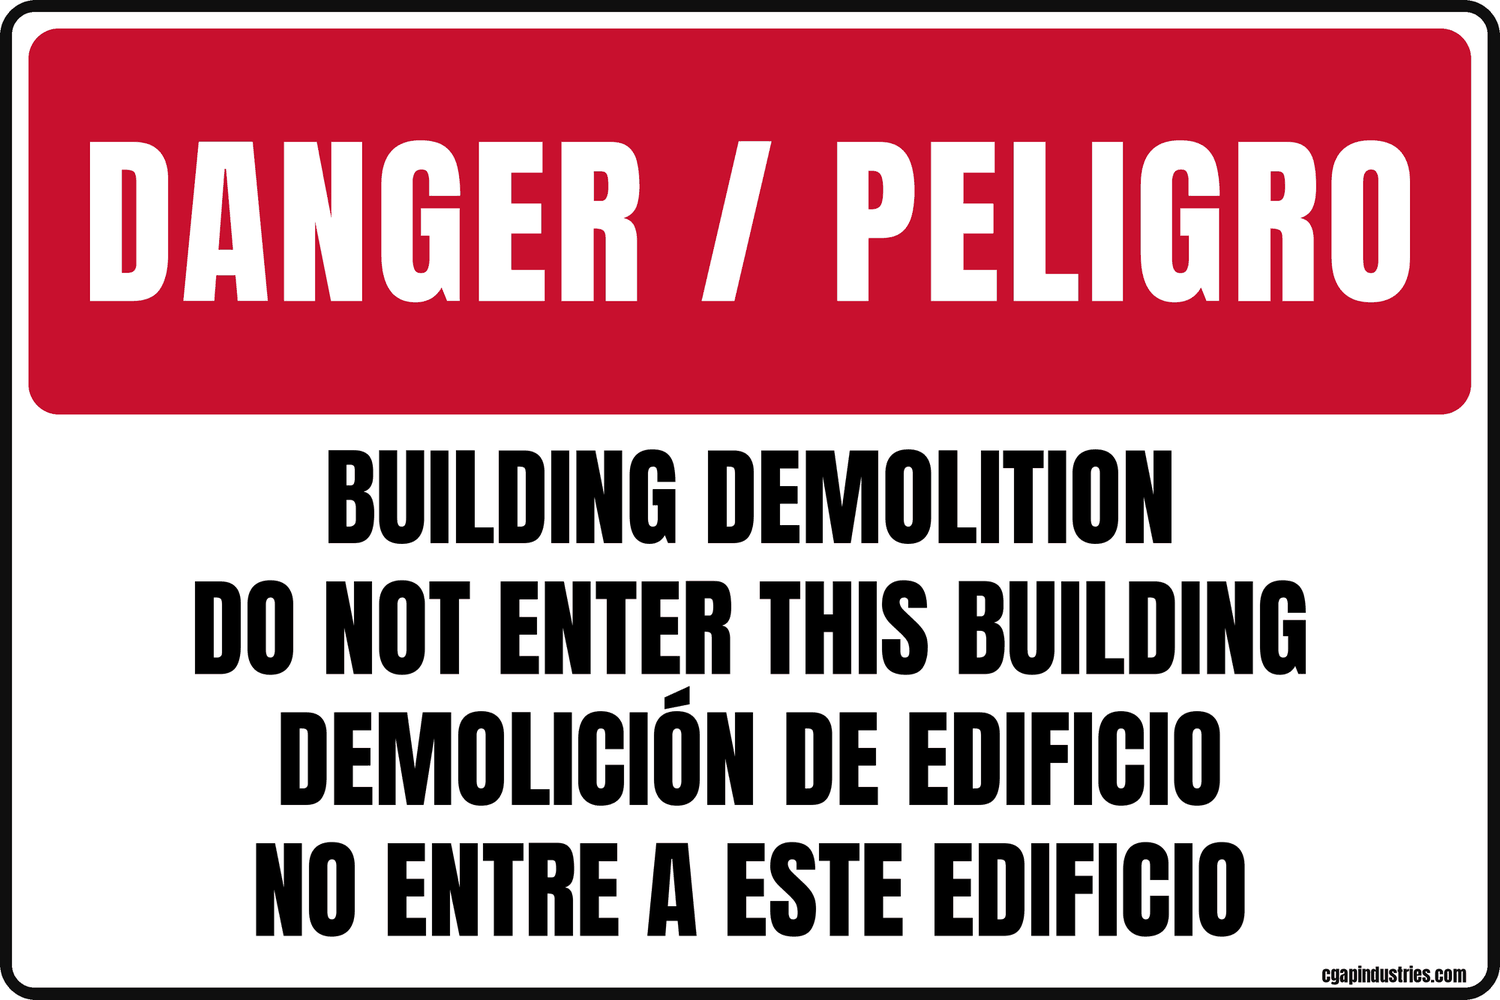 DANGER / PELIGRO
BUILDING DEMOLITION
DO NOT ENTER THIS BUILDING
DEMOLICIÓN DE EDIFICIO
NO ENTRE A ESTE EDIFICIO
cgapindustries.com